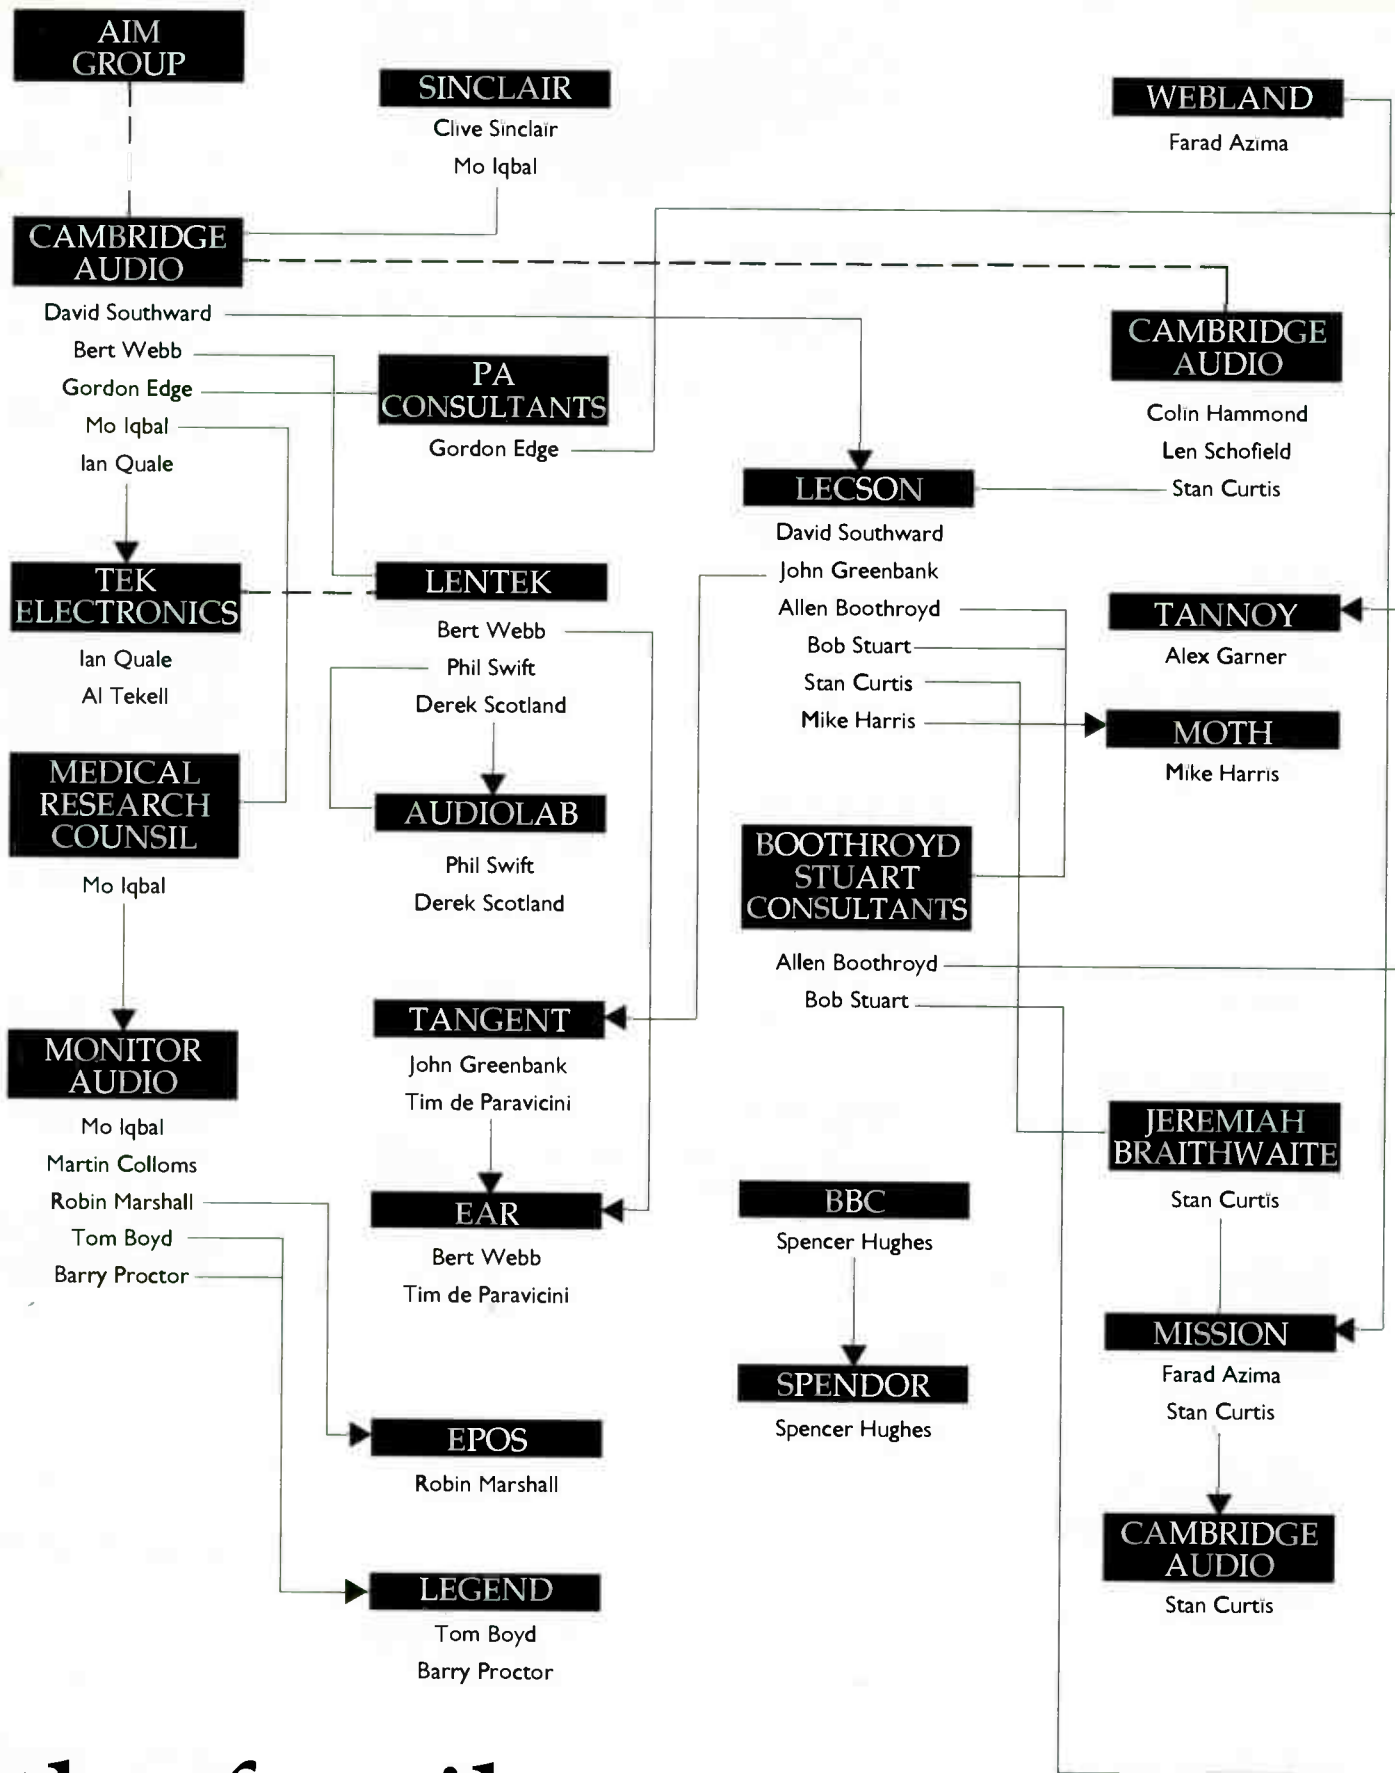 AIM
GROUP
SINCLAIR
Clive Sinclair
Mo Iqbal
WEBLAND
Farad Azima
CAMBRIDGE
AUDIO
David Southward
Bert Webb
Gordon Edge
Mo Iqbal
Ian Quale
PA
CONSULTANTS
Gordon Edge
CAMBRIDGE
AUDIO
Colin Hammond
Len Schofield
Stan Curtis
LECSON
David Southward
John Greenbank
Allen Boothroyd
Bob Stuart
Stan Curtis
Mike Harris
TEK
ELECTRONICS
Ian Quale
Al Tekell
LENTEK
Bert Webb
Phil Swift
Derek Scotland
TANNOY
Alex Garner
MOTH
Mike Harris
MEDICAL
RESEARCH
COUNSIL
Mo Iqbal
AUDIOLAB
Phil Swift
Derek Scotland
BOOTHROYD
STUART
CONSULTANTS
Allen Boothroyd
Bob Stuart
MONITOR
AUDIO
Mo Iqbal
Martin Colloms
Robin Marshall
Tom Boyd
Barry Proctor
TANGENT
John Greenbank
Tim de Paravicini
EAR
Bert Webb
Tim de Paravicini
BBC
Spencer Hughes
JEREMIAH
BRAITHWAITE
Stan Curtis
MISSION
Farad Azima
Stan Curtis
SPENDOR
Spencer Hughes
EPOS
Robin Marshall
CAMBRIDGE
AUDIO
Stan Curtis
LEGEND
Tom Boyd
Barry Proctor